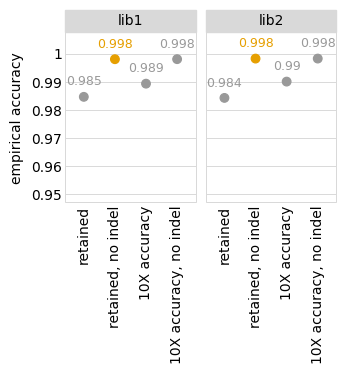 lib1
lib2
empirical accuracy
1
0.99
0.98
0.97
0.96
0.95
0.985
0.998
0.989
0.998
0.984
0.998
0.99
0.998
retained
retained, no indel
10X accuracy
10X accuracy, no indel
retained
retained, no indel
10X accuracy
10X accuracy, no indel